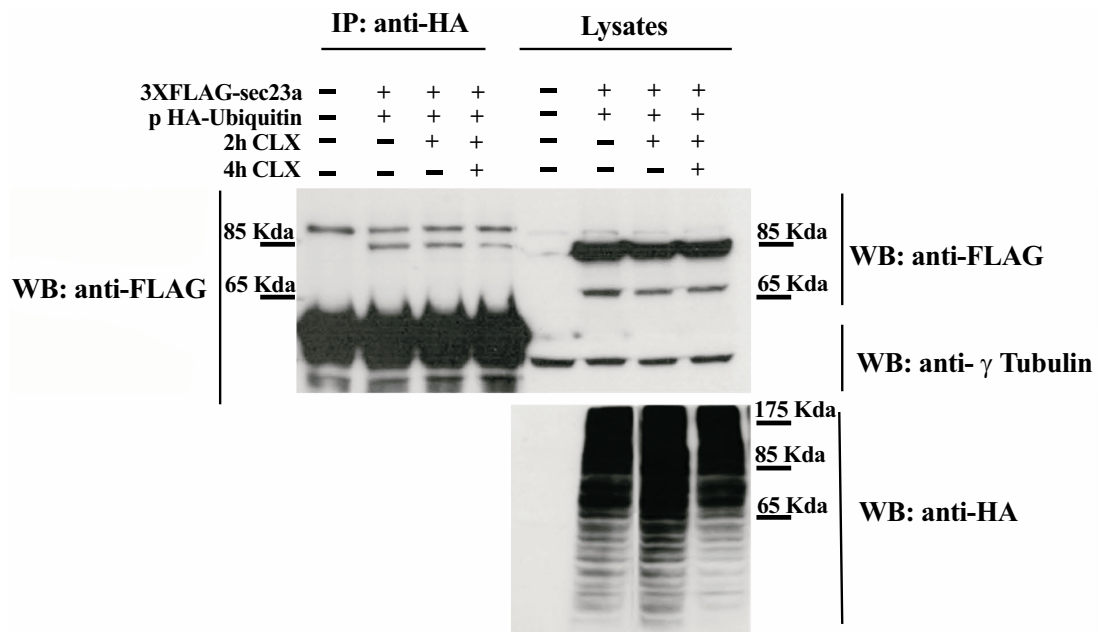 IP: anti-HA Lysates
3XFLAG-sec23a - + + + - + + +
p HA-Ubiquitin - + + + - + + +
2h CLX - - + + - - + +
4h CLX - - - + - - - +
85 Kda 85 Kda
WB: anti-FLAG
65 Kda 65 Kda
WB: anti-FLAG
WB: anti- γ Tubulin
175 Kda
85 Kda
65 Kda
WB: anti-HA